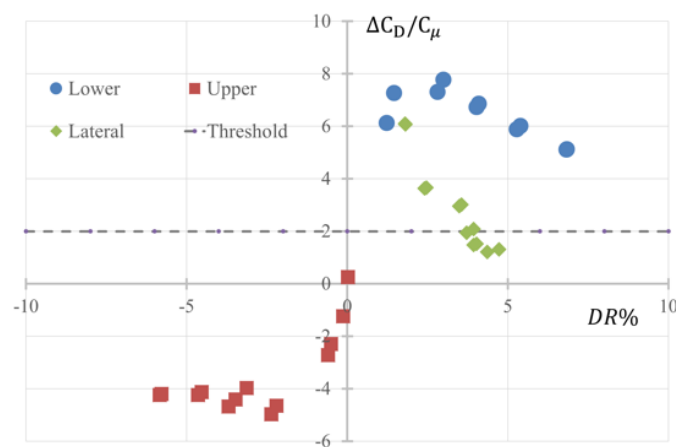 ΔC_D/C_μ
10
8
Lower
Upper
6
Lateral
Threshold
4
2
0
-10
-5
0
5
10
DR%
-2
-4
-6